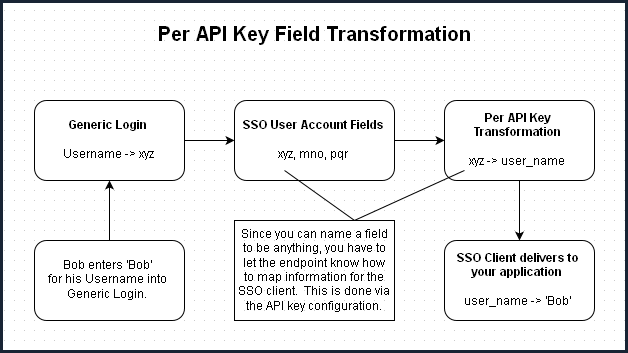 Per API Key Field Transformation
Generic Login
Username -> xyz
SSO User Account Fields
xyz, mno, pqr
Per API Key
Transformation
xyz -> user_name
Bob enters 'Bob'
for his Username into
Generic Login.
Since you can name a field
to be anything, you have to
let the endpoint know how
to map information for the
SSO client.  This is done via
the API key configuration.
SSO Client delivers to
your application
user_name -> 'Bob'